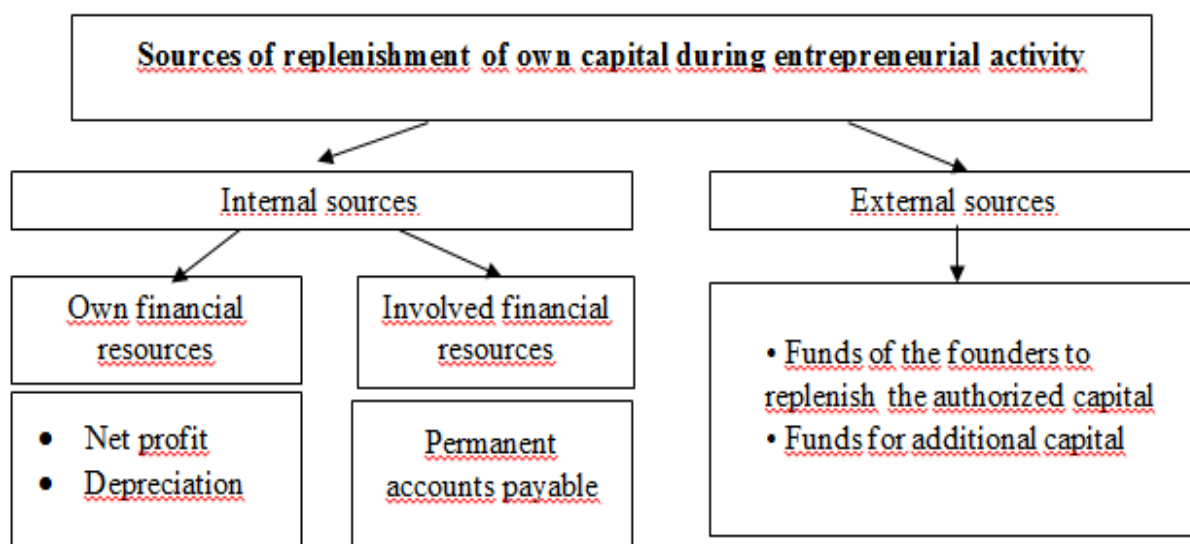 Sources of replenishment of own capital during entrepreneurial activity
Internal sources
External sources
Own financial
resources
Involved financial
resources
• Net profit
• Depreciation
Permanent
accounts payable
• Funds of the founders to
replenish the authorized capital
• Funds for additional capital